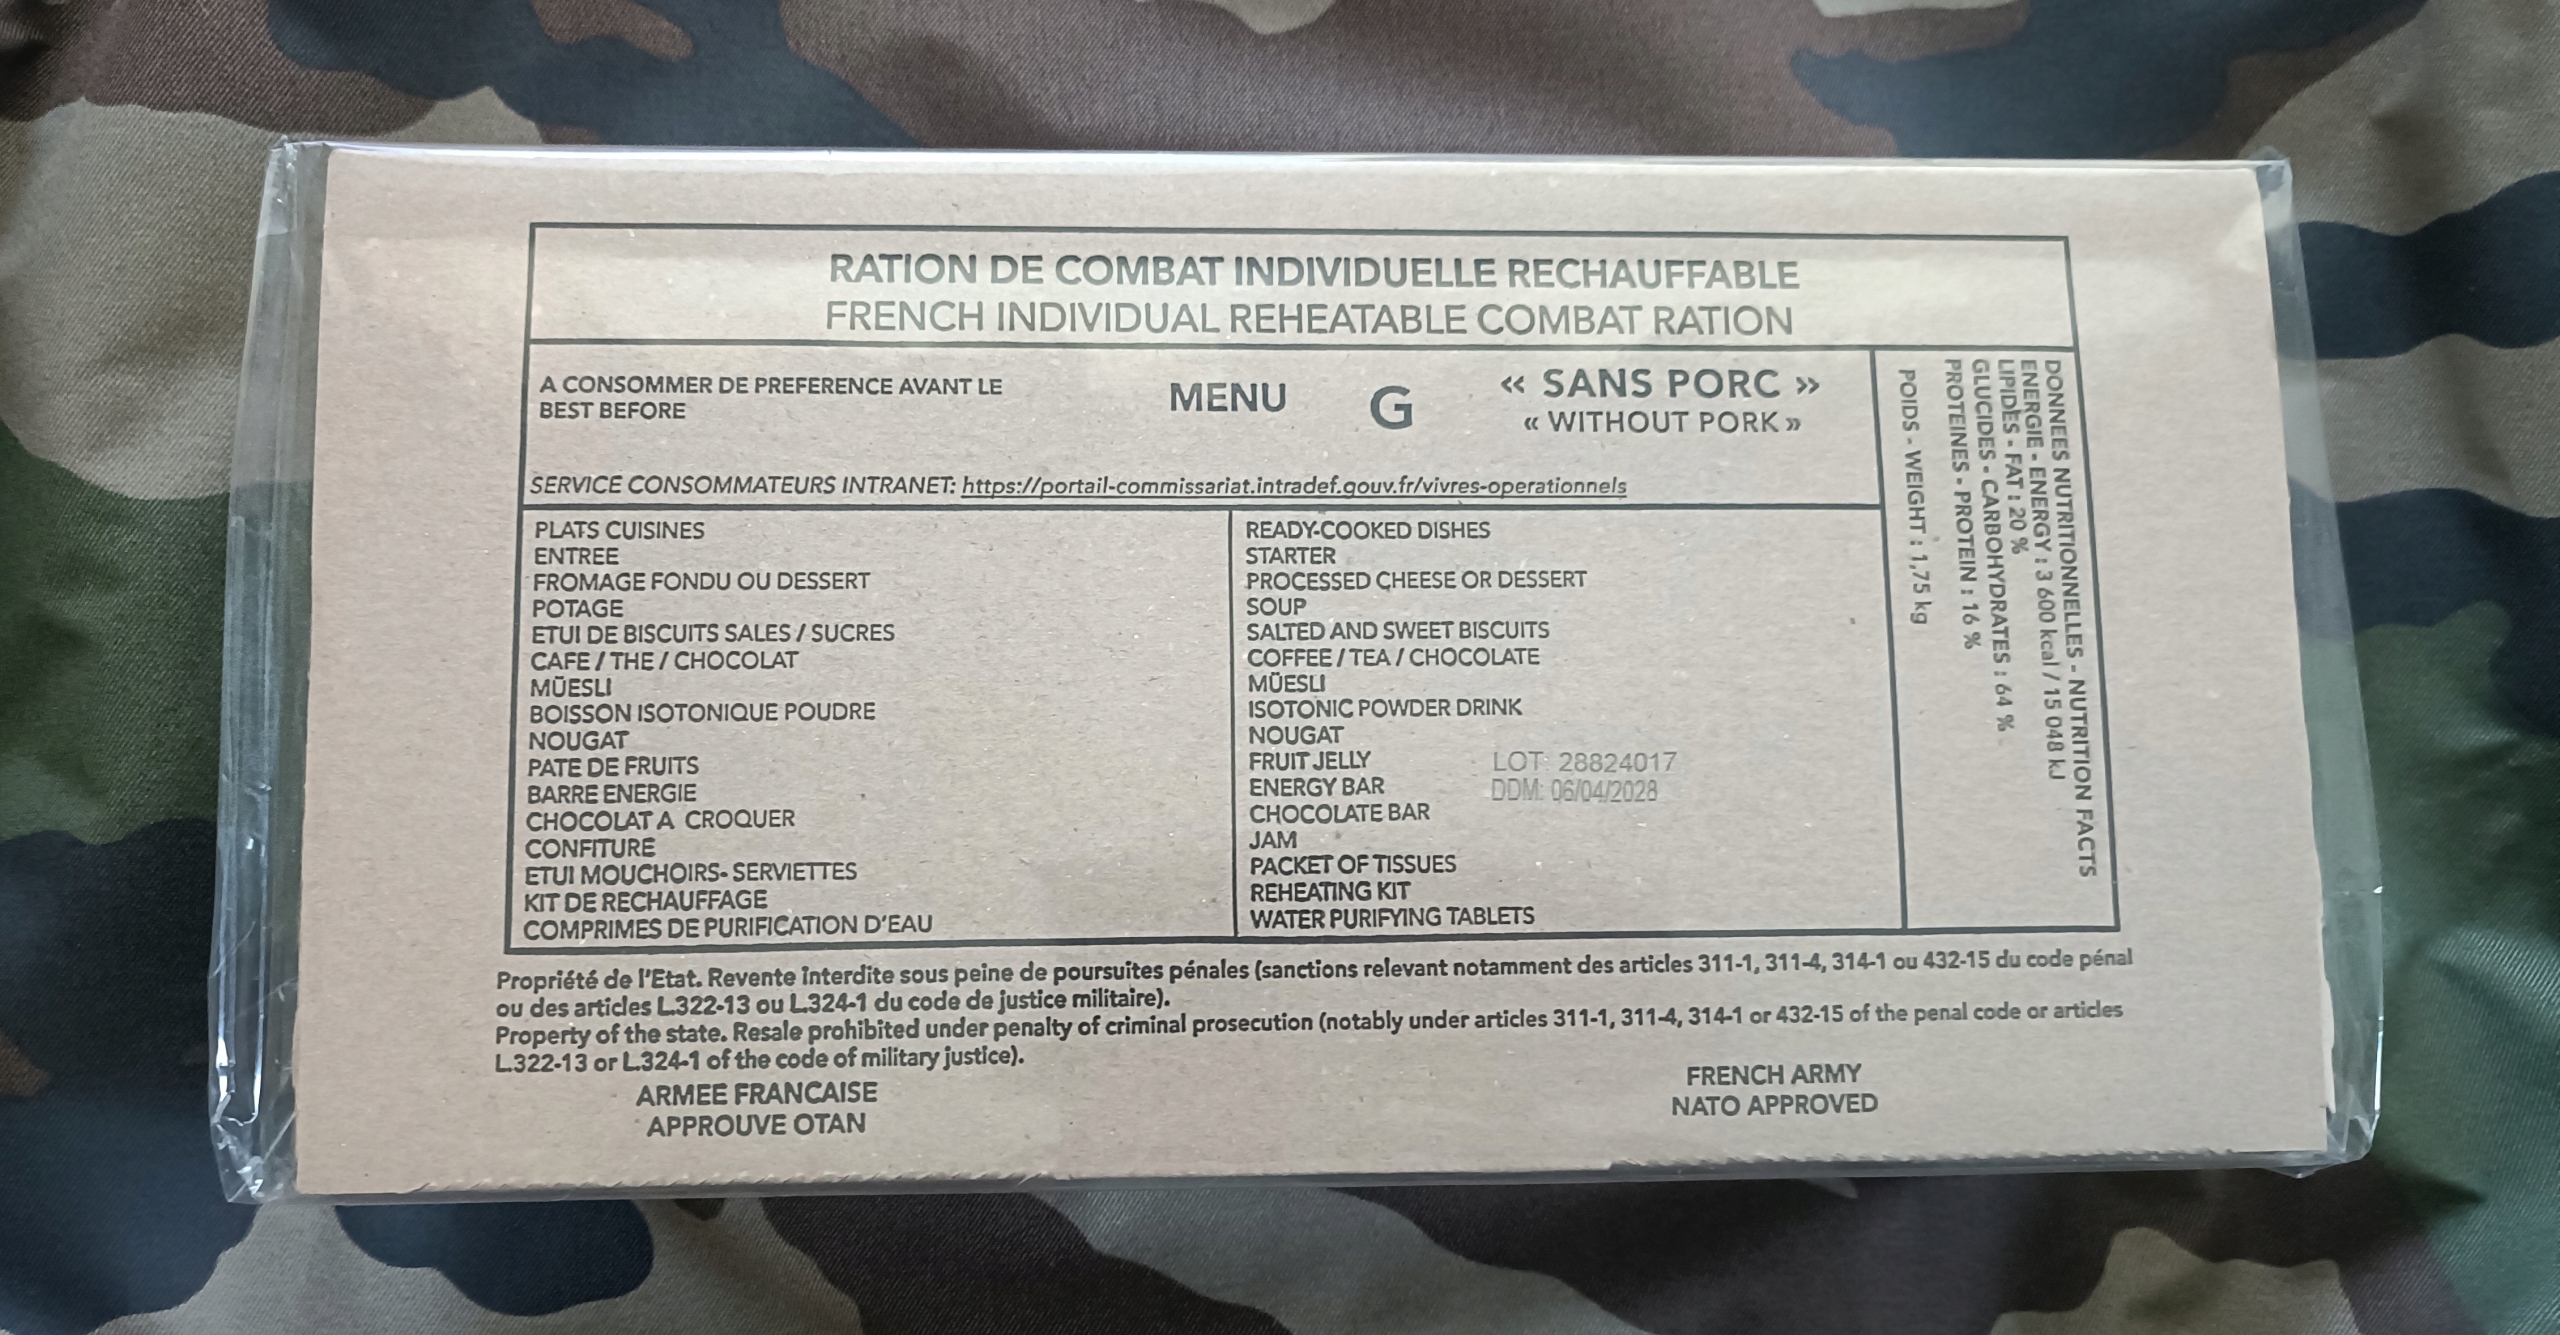 RATION DE COMBAT INDIVIDUELLE RECHAUFFABLE
FRENCH INDIVIDUAL REHEATABLE COMBAT RATION
A CONSOMMER DE PREFERENCE AVANT LE
BEST BEFORE
MENU G
« SANS PORC »
« WITHOUT PORK »
SERVICE CONSOMMATEURS INTRANET: https://portail-commissariat.intradef.gouv.fr/vivres-operationnels
PLATS CUISINES
ENTREE
FROMAGE FONDU OU DESSERT
POTAGE
ETUI DE BISCUITS SALES / SUCRES
CAFE / THE / CHOCOLAT
MÜESLI
BOISSON ISOTONIQUE POUDRE
NOUGAT
PATE DE FRUITS
BARRE ENERGIE
CHOCOLAT A CROQUER
CONFITURE
ETUI MOUCHOIRS- SERVIETTES
KIT DE RECHAUFFAGE
COMPRIMES DE PURIFICATION D'EAU
READY-COOKED DISHES
STARTER
PROCESSED CHEESE OR DESSERT
SOUP
SALTED AND SWEET BISCUITS
COFFEE / TEA / CHOCOLATE
MÜESLI
ISOTONIC POWDER DRINK
NOUGAT
FRUIT JELLY
ENERGY BAR
CHOCOLATE BAR
JAM
PACKET OF TISSUES
REHEATING KIT
WATER PURIFYING TABLETS
LOT: 28824017
DDM: 06/04/2028
DONNEES NUTRITIONNELLES - NUTRITION FACTS
ENERGIE - ENERGY : 3 600 kcal / 15 048 kJ
LIPIDES - FAT : 20 %
GLUCIDES - CARBOHYDRATES : 64 %
PROTEINES - PROTEIN : 16 %
POIDS - WEIGHT : 1,75 kg
Propriété de l'Etat. Revente interdite sous peine de poursuites pénales (sanctions relevant notamment des articles 311-1, 311-4, 314-1 ou 432-15 du code pénal
ou des articles L.322-13 ou L.324-1 du code de justice militaire).
Property of the state. Resale prohibited under penalty of criminal prosecution (notably under articles 311-1, 311-4, 314-1 or 432-15 of the penal code or articles
L.322-13 or L.324-1 of the code of military justice).
ARMEE FRANCAISE
APPROUVE OTAN
FRENCH ARMY
NATO APPROVED